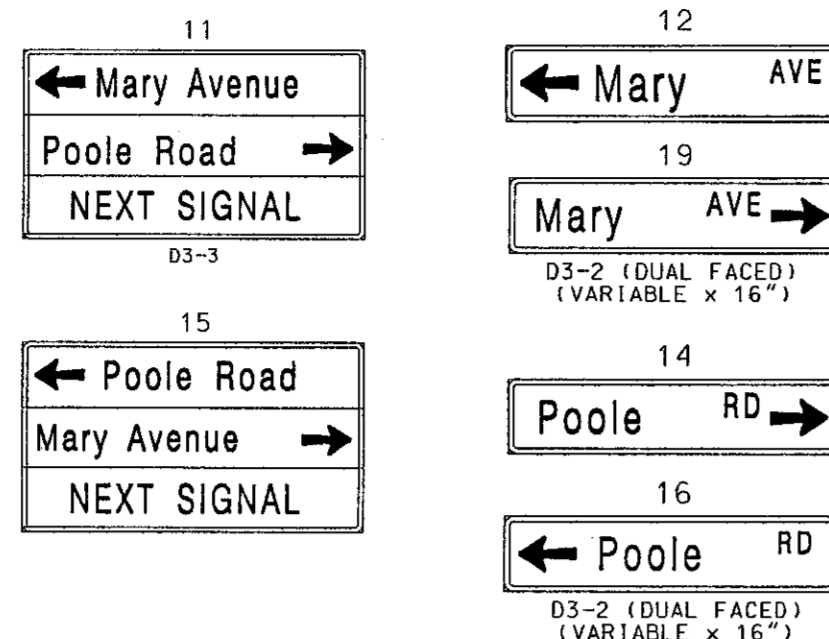 11
Mary Avenue
Poole Road
NEXT SIGNAL
D3-3
15
Poole Road
Mary Avenue
NEXT SIGNAL
12
Mary AVE
19
Mary AVE
D3-2 (DUAL FACED)
(VARIABLE x 16")
14
Poole RD
16
Poole RD
D3-2 (DUAL FACED)
(VARIABLE x 16")